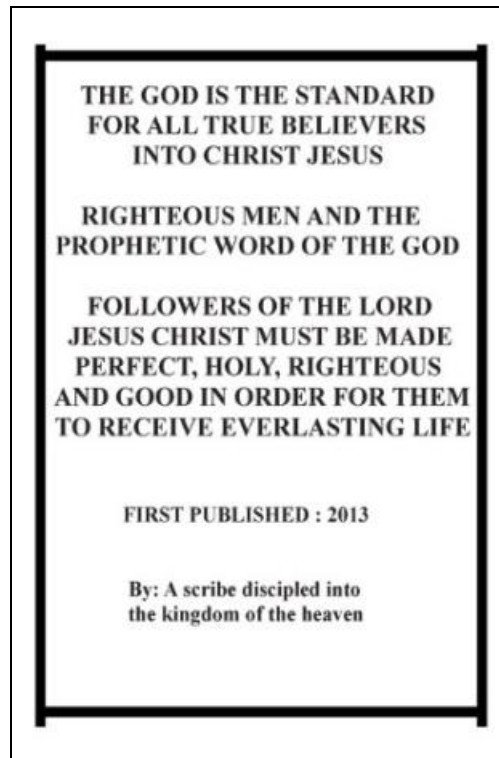 THE GOD IS THE STANDARD
FOR ALL TRUE BELIEVERS
INTO CHRIST JESUS
RIGHTEOUS MEN AND THE
PROPHETIC WORD OF THE GOD
FOLLOWERS OF THE LORD
JESUS CHRIST MUST BE MADE
PERFECT, HOLY, RIGHTEOUS
AND GOOD IN ORDER FOR THEM
TO RECEIVE EVERLASTING LIFE
FIRST PUBLISHED : 2013
By: A scribe discipled into
the kingdom of the heaven